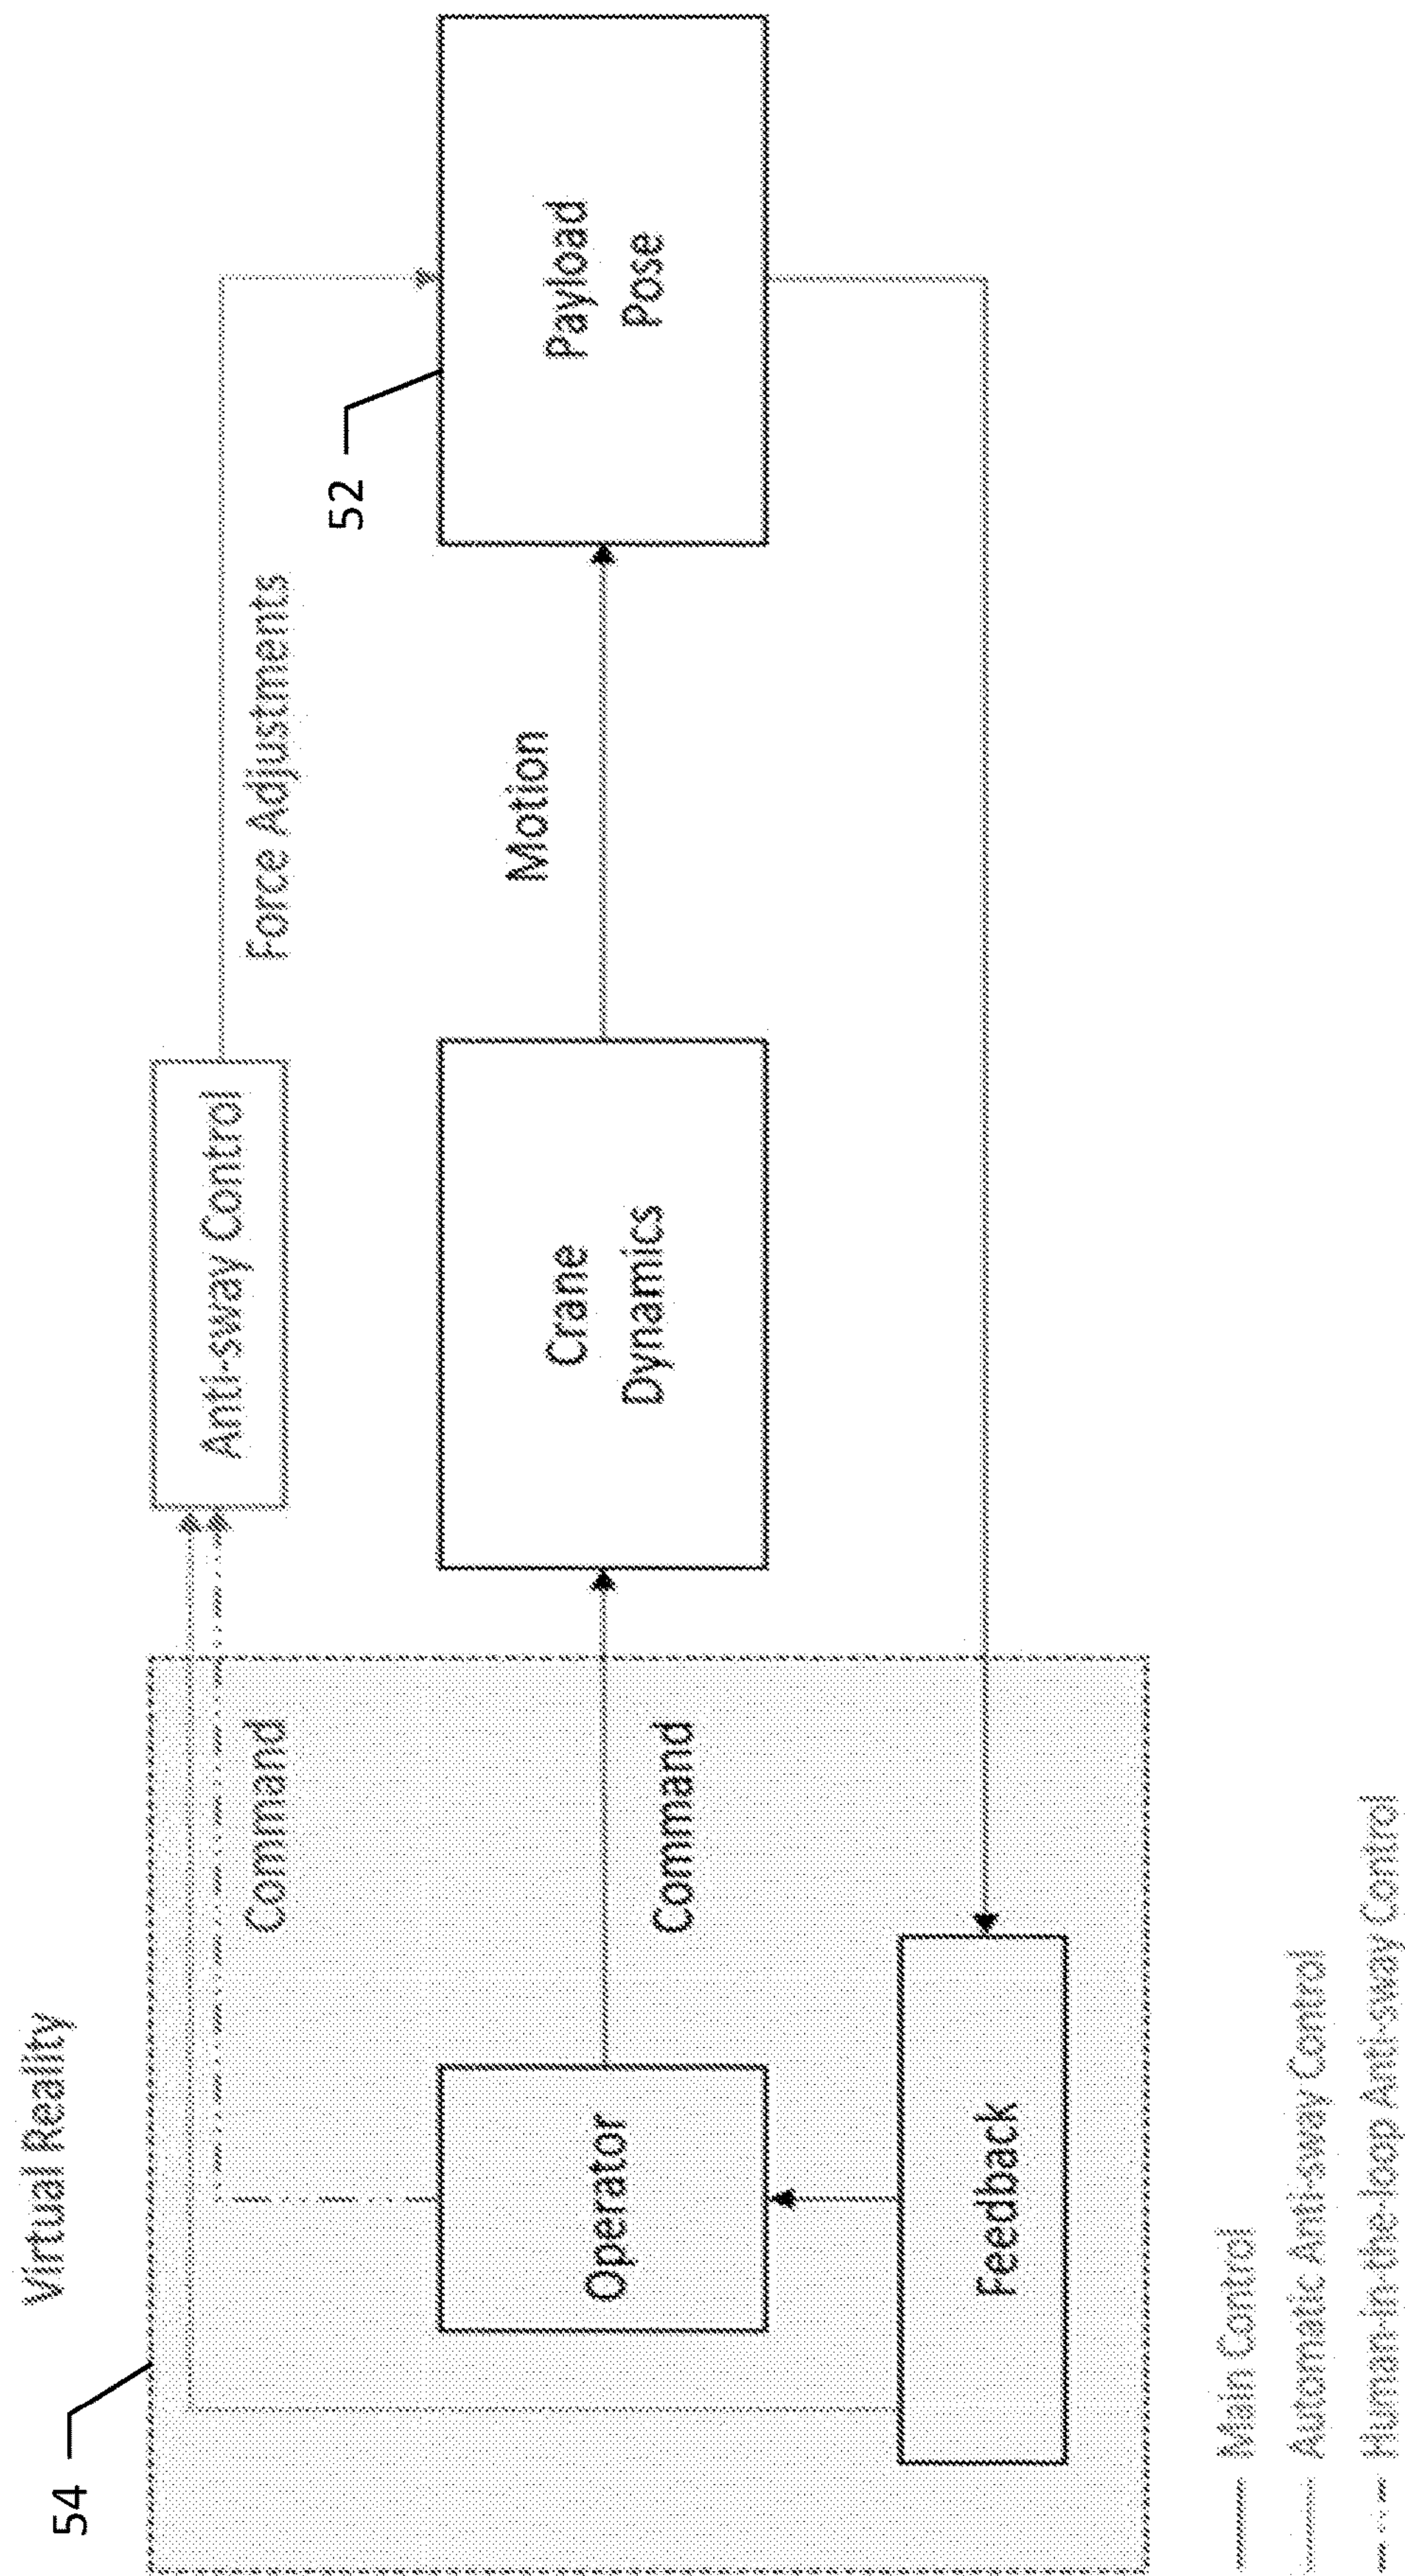 54
Virtual Reality
Command
Anti-sway Control
Force Adjustments
52
Operator
Command
Crane
Dynamics
Motion
Payload
Pose
Feedback
Main Control
Automatic Anti-sway Control
Human-in-the-loop Anti-sway Control